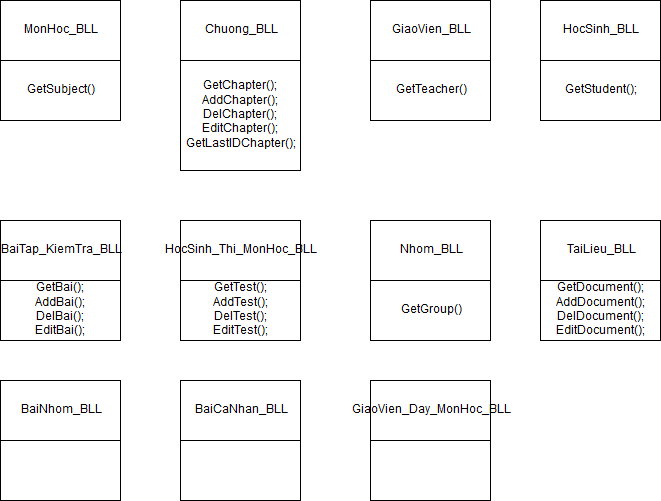 MonHoc_BLL
GetSubject()
Chuong_BLL
GetChapter();
AddChapter();
DelChapter();
EditChapter();
GetLastIDChapter();
GiaoVien_BLL
GetTeacher()
HocSinh_BLL
GetStudent();
BaiTap_KiemTra_BLL
GetBai();
AddBai();
DelBai();
EditBai();
HocSinh_Thi_MonHoc_BLL
GetTest();
AddTest();
DelTest();
EditTest();
Nhom_BLL
GetGroup()
TaiLieu_BLL
GetDocument();
AddDocument();
DelDocument();
EditDocument();
BaiNhom_BLL
BaiCaNhan_BLL
GiaoVien_Day_MonHoc_BLL